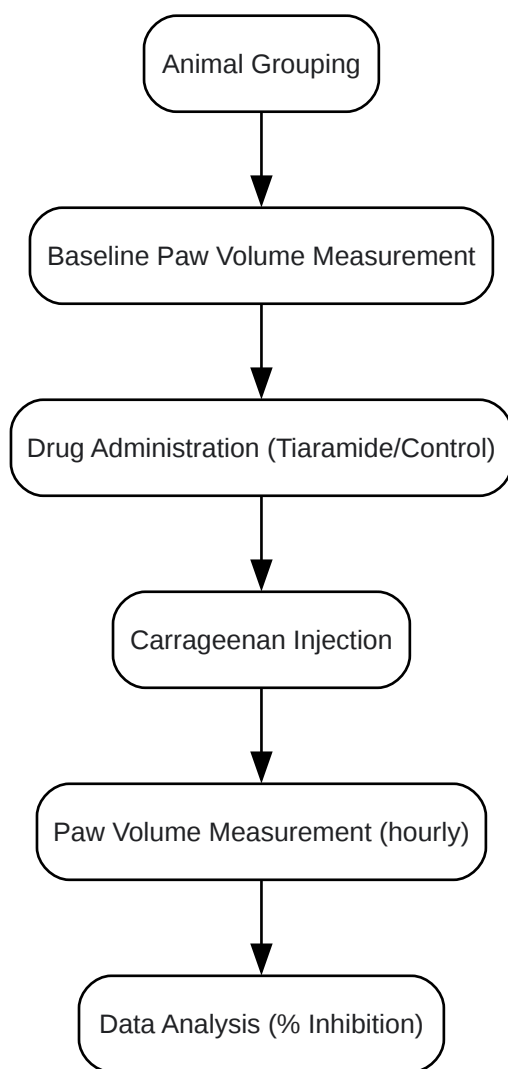 Animal Grouping
Baseline Paw Volume Measurement
Drug Administration (Tiaramide/Control)
Carrageenan Injection
Paw Volume Measurement (hourly)
Data Analysis (% Inhibition)